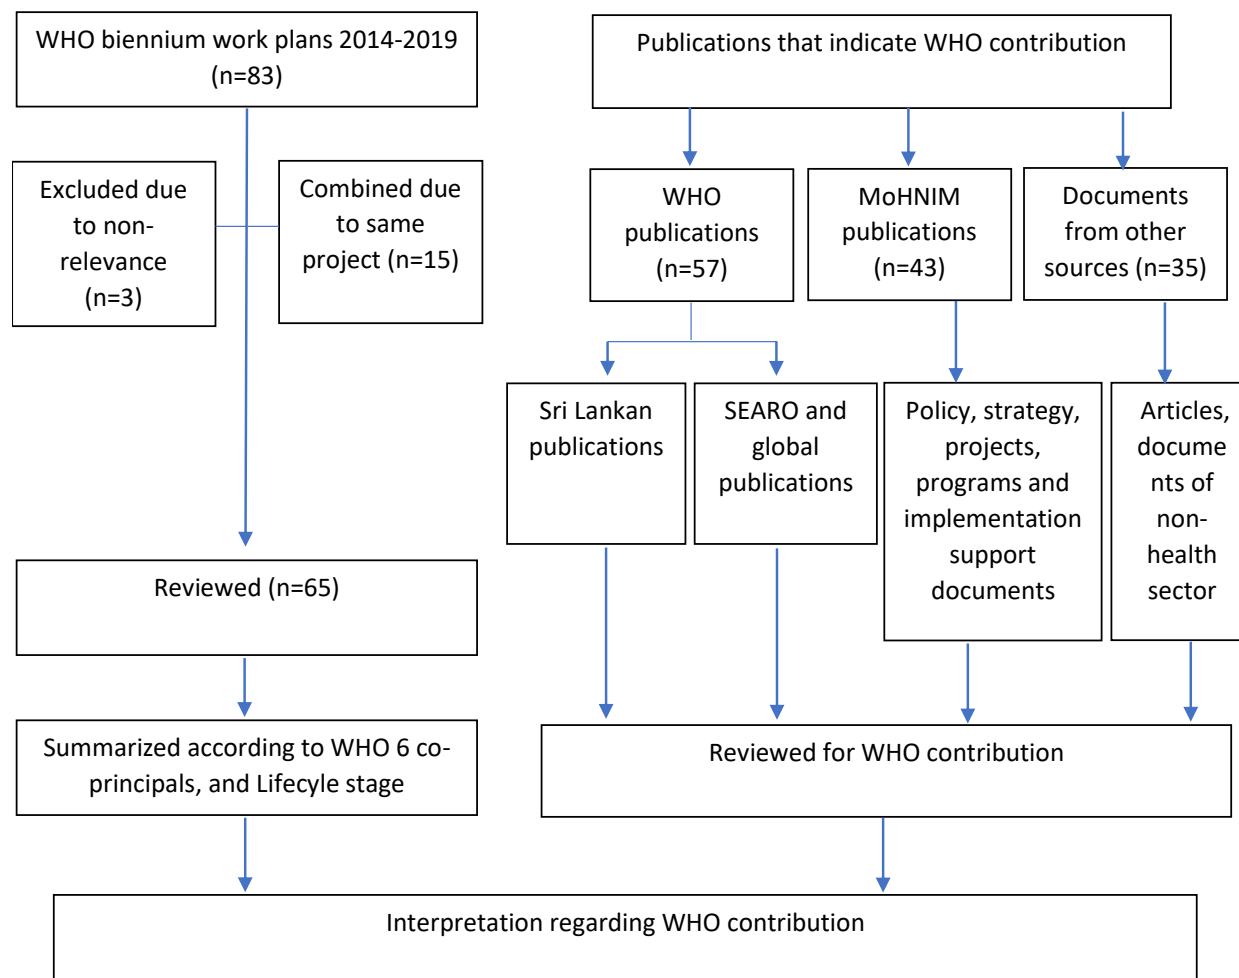 WHO biennium work plans 2014-2019
(n=83)
Publications that indicate WHO contribution
Excluded due
to non-
relevance
(n=3)
Combined due
to same
project (n=15)
WHO
publications
(n=57)
MoHNIM
publications
(n=43)
Documents
from other
sources (n=35)
Sri Lankan
publications
SEARO and
global
publications
Policy, strategy,
projects,
programs and
implementation
support
documents
Articles,
docume
nts of
non-
health
sector
Reviewed (n=65)
Summarized according to WHO 6 co-
principals, and Lifecyle stage
Reviewed for WHO contribution
Interpretation regarding WHO contribution